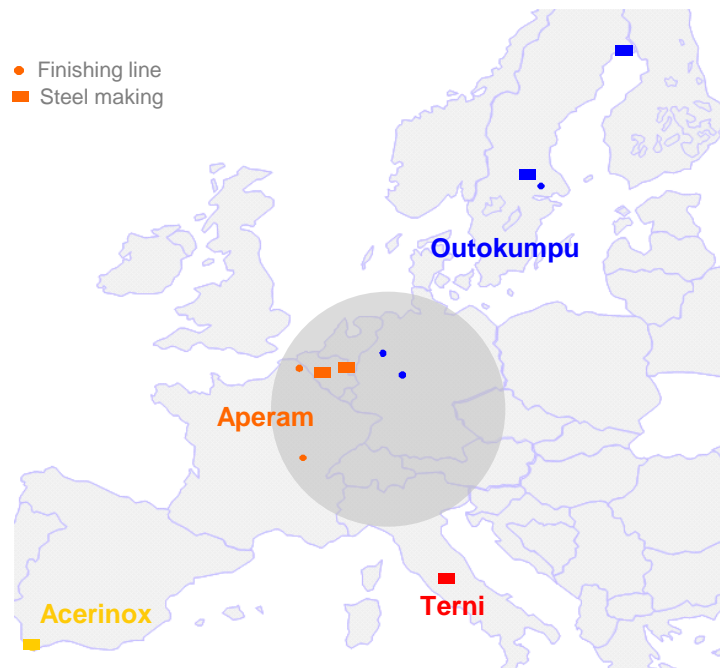 Finishing line
Steel making
Outokumpu
Aperam
Acerinox
Terni